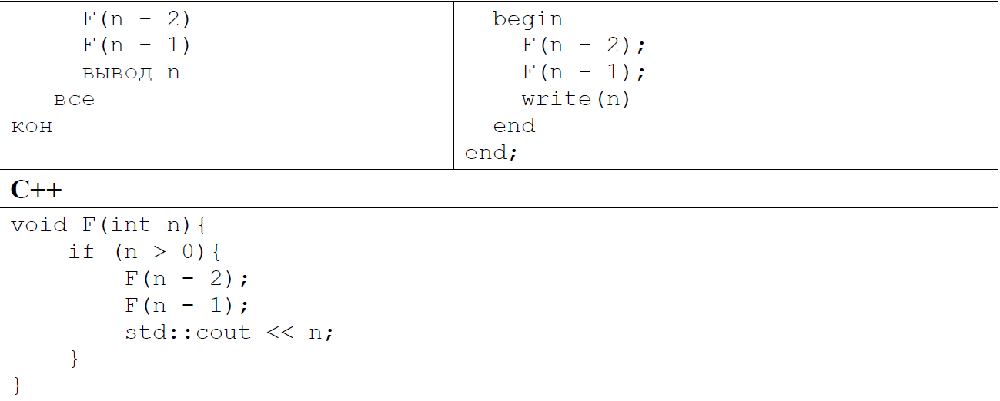 F(n - 2)
F(n - 1)
вывод n
все
кон
begin
F(n - 2);
F(n - 1);
write(n)
end
end;
C++
void F(int n){
if (n > 0){
F(n - 2);
F(n - 1);
std::cout << n;
}
}